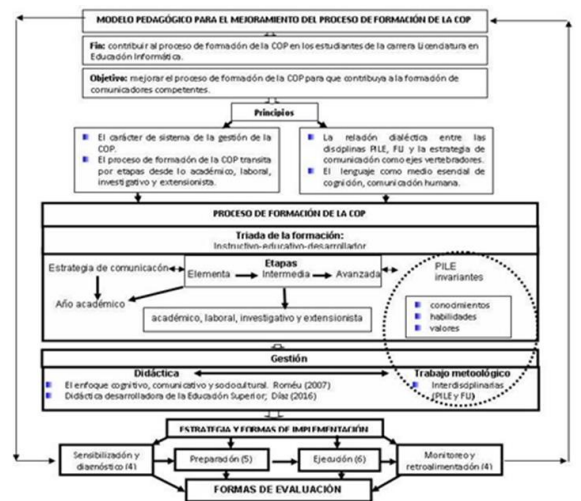 MODELO PEDAGÓGICO PARA EL MEJORAMIENTO DEL PROCESO DE FORMACIÓN DE LA COP
Fin: contribuir al proceso de formación de la COP en los estudiantes de la carrera Licenciatura en
Educación Informática.
Objetivo: mejorar el proceso de formación de la COP para que contribuya a la formación de
comunicadores competentes.
Principios
El carácter de sistema de la gestión de la
COP.
El proceso de formación de la COP transita
por etapas desde lo académico, laboral,
investigativo y extensionista.
La relación dialéctica entre las
disciplinas PILE, FU y la estrategia de
comunicación como ejes vertebradores.
El lenguaje como medio esencial de
cognición, comunicación humana.
PROCESO DE FORMACIÓN DE LA COP
Triada de la formación:
Instructivo-educativo-desarrollador
Estrategia de comunicacón
Etapas
Elementa
Intermedia
Avanzada
PILE
invariantes
Año académico
académico, laboral, investigativo y extensionista
conocimientos
habilidades
valores
Gestión
Didáctica
El enfoque cognitivo, comunicativo y sociocultural. Roméu (2007)
Didáctica desarrolladora de la Educación Superior; Díaz (2016)
Trabajo metoológico
Interdisciplinarias
(PILE y FU)
ESTRATEGIA Y FORMAS DE IMPLEMENTACIÓN
Sensibilización y
diagnóstico (4)
Preparación (5)
Ejecución (6)
Monitoreo y
retroalimentación (4)
FORMAS DE EVALUACIÓN